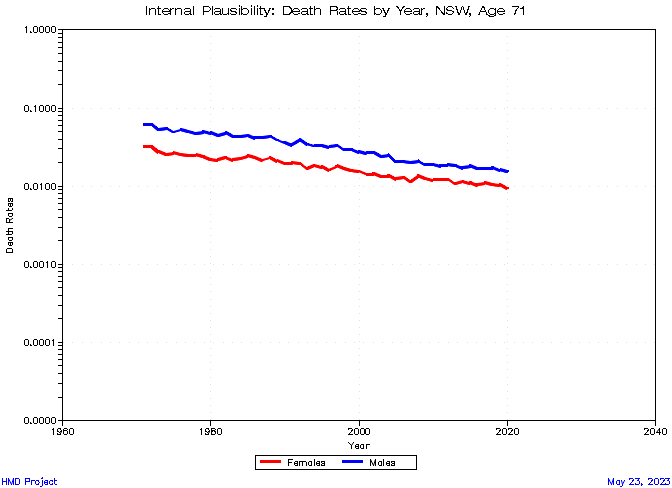 Internal Plausibility: Death Rates by Year, NSW, Age 71
1.0000
0.1000
0.0100
0.0010
0.0001
0.0000
Death Rates
1960
1980
2000
2020
2040
Year
Females
Males
HMD Project
May 23, 2023